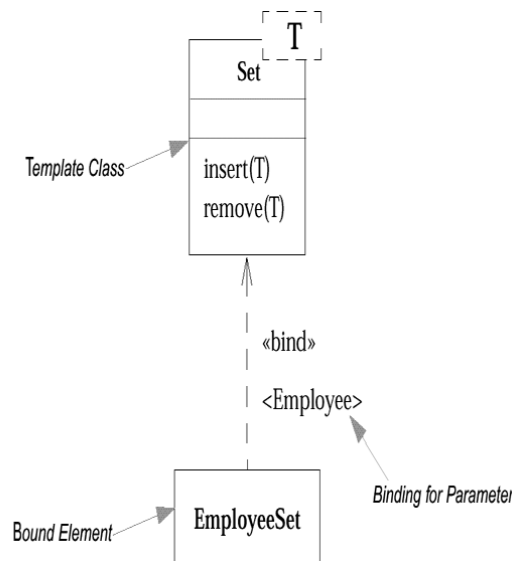 T
Set
Template Class
insert(T)
remove(T)
«bind»
<Employee>
Binding for Parameter
EmployeeSet
Bound Element